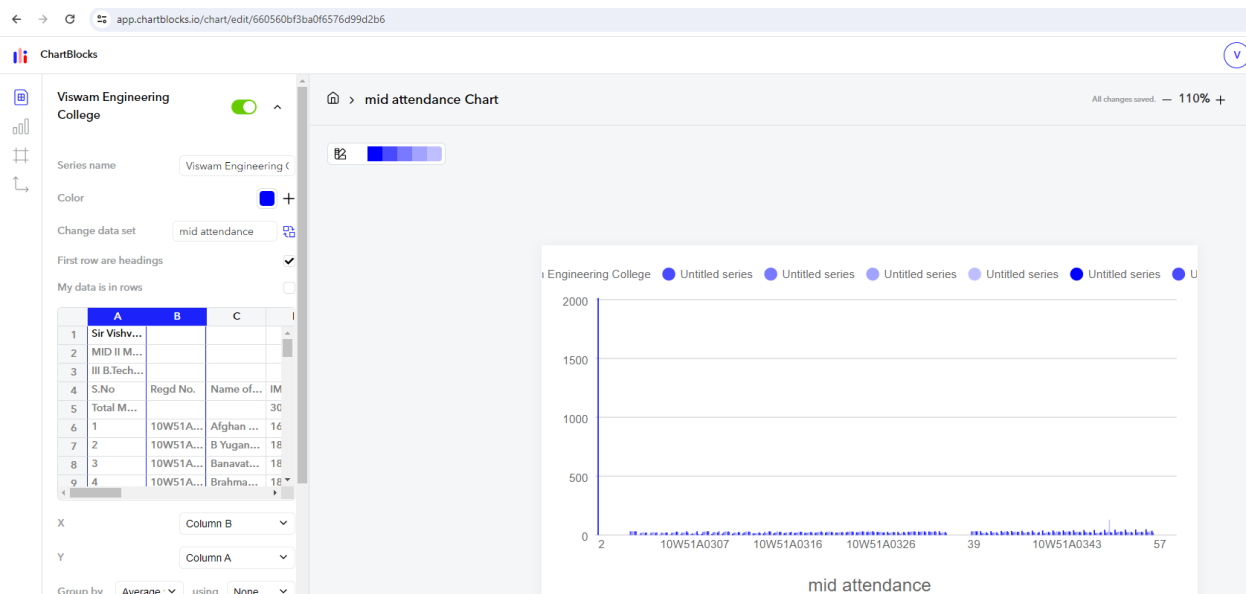 app.chartblocks.io/chart/edit/660560bf3ba0f6576d99d2b6
ChartBlocks
V
Viswam Engineering
College
mid attendance Chart
All changes saved. — 110% +
Series name Viswam Engineering C
Color
Change data set mid attendance
First row are headings
My data is in rows
A B C
1 Sir Vishv...
2 MID II M...
3 III B.Tech...
4 S.No Regd No. Name of... IM
5 Total M... 30
6 1 10W51A... Afghan ... 16
7 2 10W51A... B Yugan... 18
8 3 10W51A... Banavat... 18
9 4 10W51A... Brahma... 18
X Column B
Y Column A
Group by Average using None
Engineering College Untitled series Untitled series Untitled series Untitled series Untitled series U
2000
1500
1000
500
0
2 10W51A0307 10W51A0316 10W51A0326 39 10W51A0343 57
mid attendance